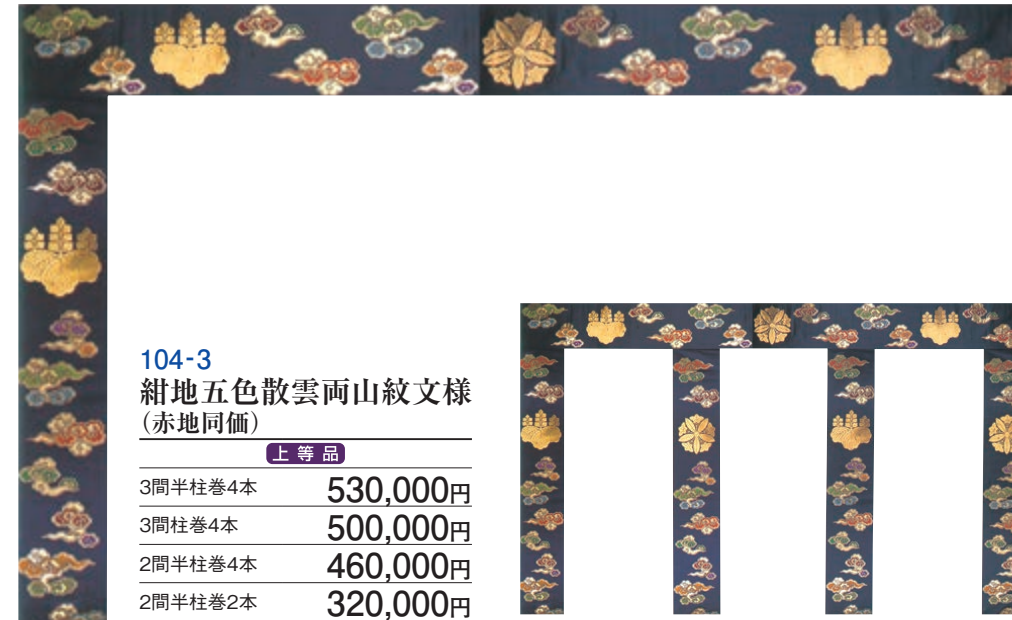 104-3
紺地五色散雲両山紋文様
（赤地同価）
上等品
3間半柱巻4本 530,000円
3間柱巻4本 500,000円
2間半柱巻4本 460,000円
2間半柱巻2本 320,000円